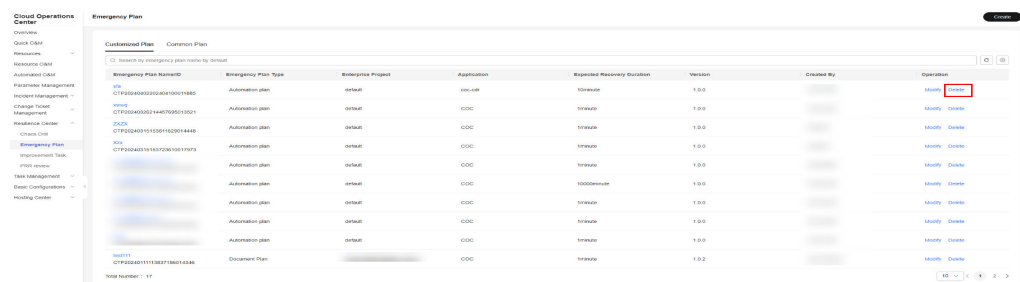 Cloud Operations Center
Emergency Plan
Create
Overview
Quick O&M
Resources
Resource O&M
Automated O&M
Parameter Management
Incident Management
Change Ticket Management
Resilience Center
Chaos Drill
Emergency Plan
Improvement Task
PRR review
Task Management
Basic Configurations
Hosting Center
Customized Plan Common Plan
Search by emergency plan name by default
Emergency Plan Name/ID Emergency Plan Type Enterprise Project Application Expected Recovery Duration Version Created By Operation
Automation plan default coc-cdr 10minute 1.0.0 Modify Delete
Automation plan default COC 1minute 1.0.0 Modify Delete
ZXZX
Automation plan default COC 1minute 1.0.0 Modify Delete
Automation plan default COC 1minute 1.0.0 Modify Delete
Automation plan default COC 1minute 1.0.0 Modify Delete
Automation plan default COC 10000minute 1.0.0 Modify Delete
Automation plan default COC 1minute 1.0.0 Modify Delete
Automation plan default COC 1minute 1.0.0 Modify Delete
Automation plan default COC 1minute 1.0.0 Modify Delete
Document Plan COC 1minute 1.0.2 Modify Delete
Total Number: 17
10 < 1 2 >